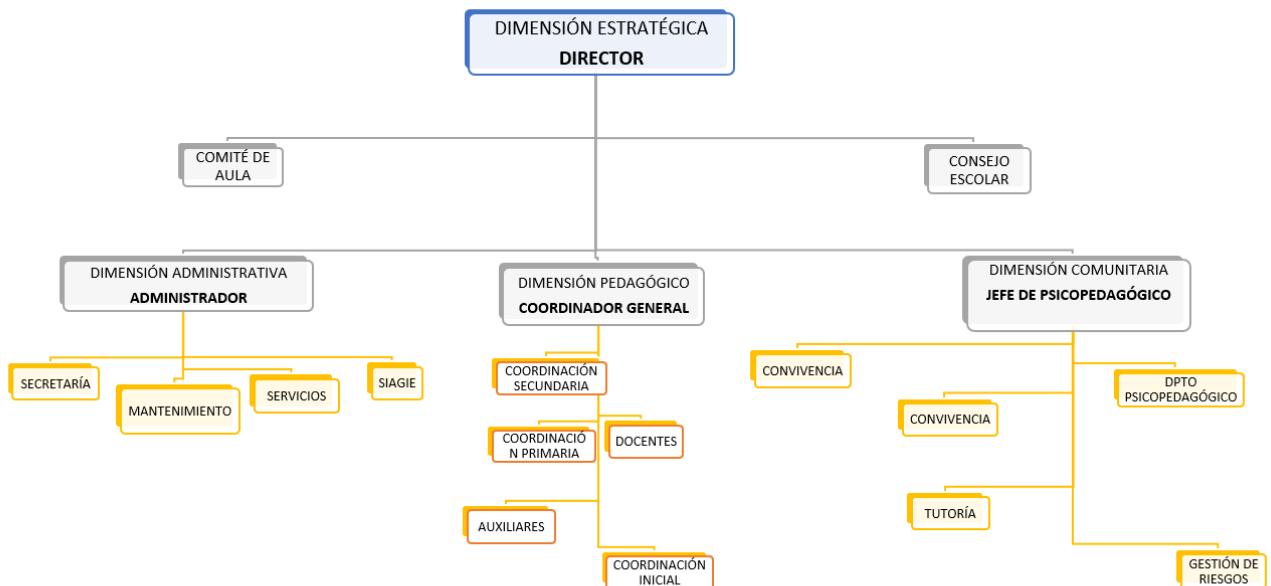 DIMENSIÓN ESTRATÉGICA
DIRECTOR
COMITÉ DE
AULA
CONSEJO
ESCOLAR
DIMENSIÓN ADMINISTRATIVA
ADMINISTRADOR
DIMENSIÓN PEDAGÓGICO
COORDINADOR GENERAL
DIMENSIÓN COMUNITARIA
JEFE DE PSICOPEDAGÓGICO
SECRETARÍA
MANTENIMIENTO
SERVICIOS
SIAGIE
COORDINACIÓN
SECUNDARIA
COORDINACIÓ
N PRIMARIA
DOCENTES
AUXILIARES
COORDINACIÓN
INICIAL
CONVIVENCIA
DPTO
PSICOPEDAGÓGICO
CONVIVENCIA
TUTORÍA
GESTIÓN DE
RIESGOS